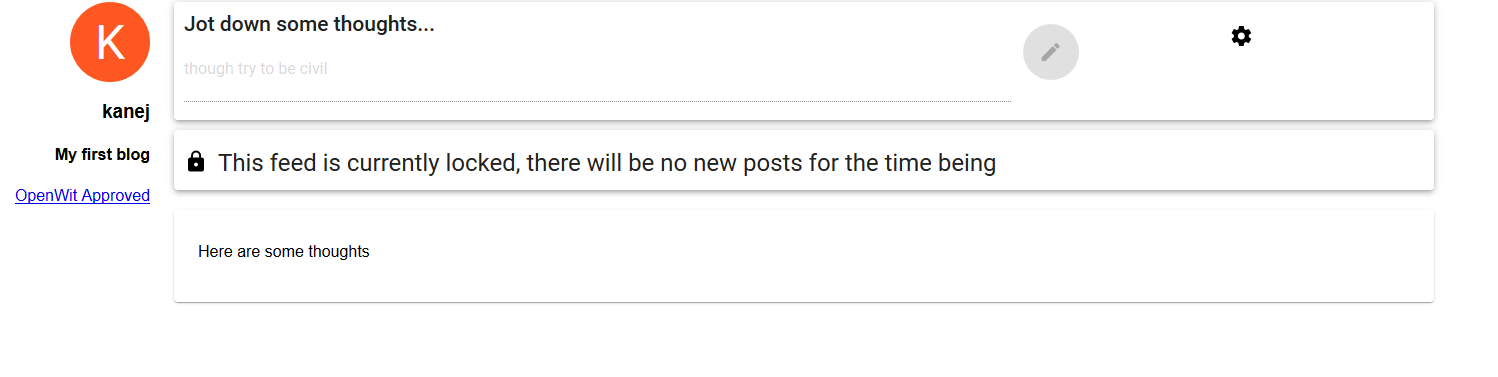 K
kanej
My first blog
OpenWit Approved
Jot down some thoughts...
though try to be civil
This feed is currently locked, there will be no new posts for the time being
Here are some thoughts